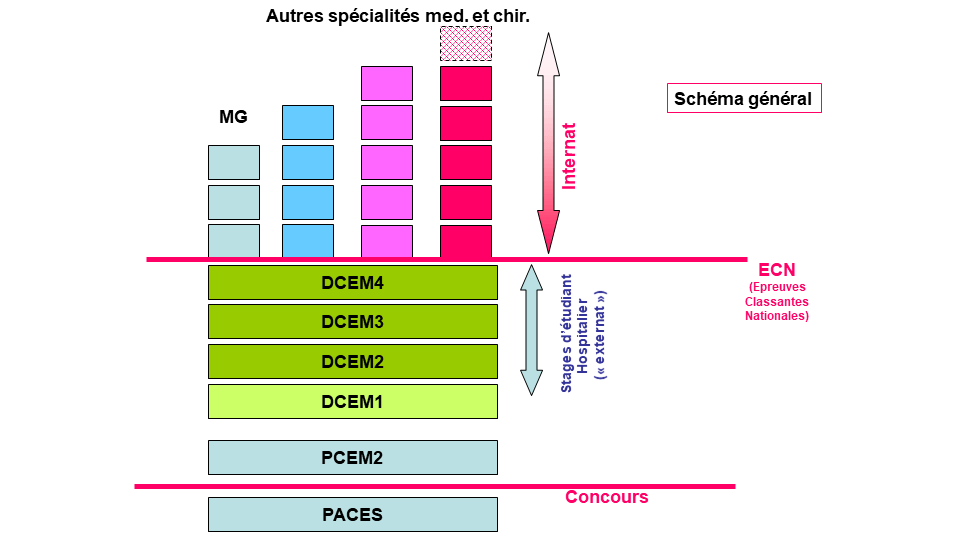 Autres spécialités med. et chir.
Schéma général
MG
Internat
ECN
(Epreuves
Classantes
Nationales)
DCEM4
DCEM3
DCEM2
DCEM1
Stages d’étudiant
Hospitalier
(« externat »)
PCEM2
Concours
PACES